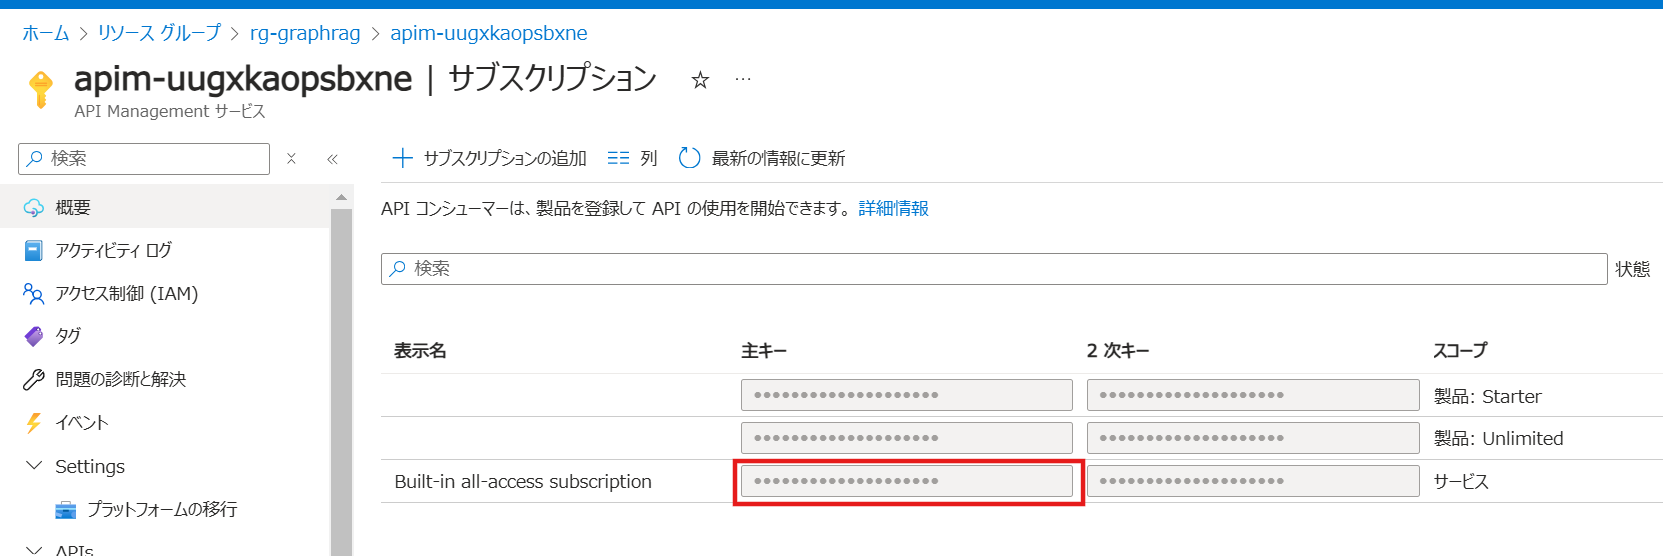 ホーム > リソース グループ > rg-graphrag > apim-uugxkaopsbxne
apim-uugxkaopsbxne | サブスクリプション ☆ …
API Management サービス
検索
サブスクリプションの追加 列 最新の情報に更新
概要
アクティビティ ログ
アクセス制御 (IAM)
タグ
問題の診断と解決
イベント
Settings
プラットフォームの移行
APIs
API コンシューマーは、製品を登録して API の使用を開始できます。 詳細情報
検索 状態
表示名 主キー 2 次キー スコープ
•••••••••••••••••••• •••••••••••••••••••• 製品: Starter
•••••••••••••••••••• •••••••••••••••••••• 製品: Unlimited
Built-in all-access subscription •••••••••••••••••••• •••••••••••••••••••• サービス